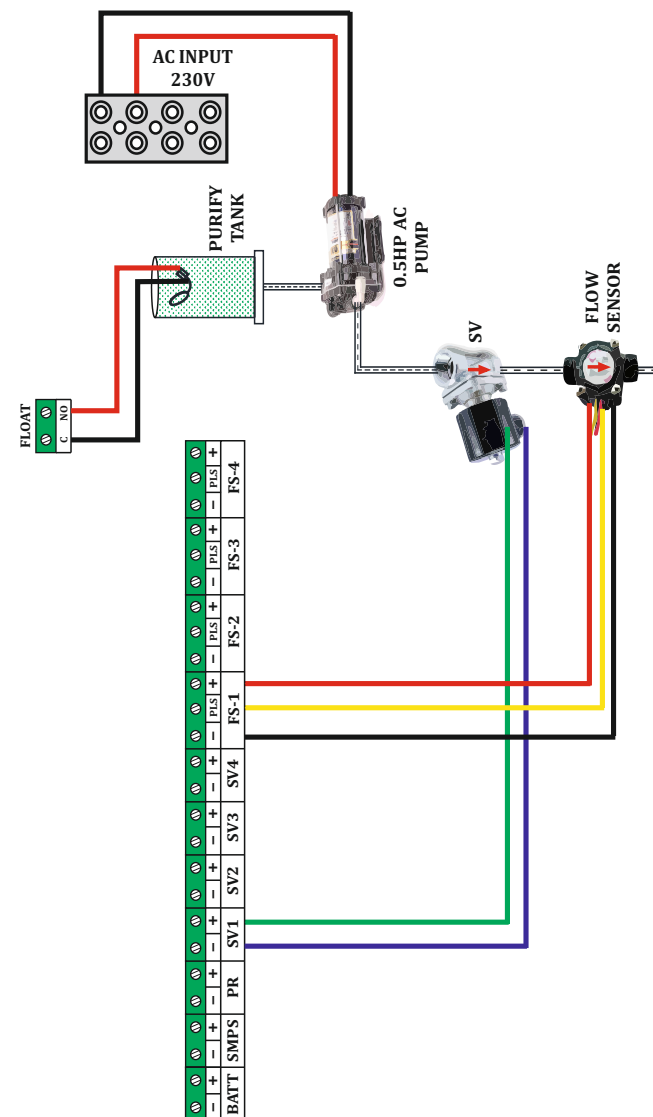 AC INPUT
230V
PURIFY
TANK
0.5HP AC
PUMP
SV
FLOW
SENSOR
FLOAT
C NO
− PLS + − PLS + − PLS + − PLS +
FS-1 FS-2 FS-3 FS-4
− + − + − + − + − + − + − +
BATT SMPS PR SV1 SV2 SV3 SV4